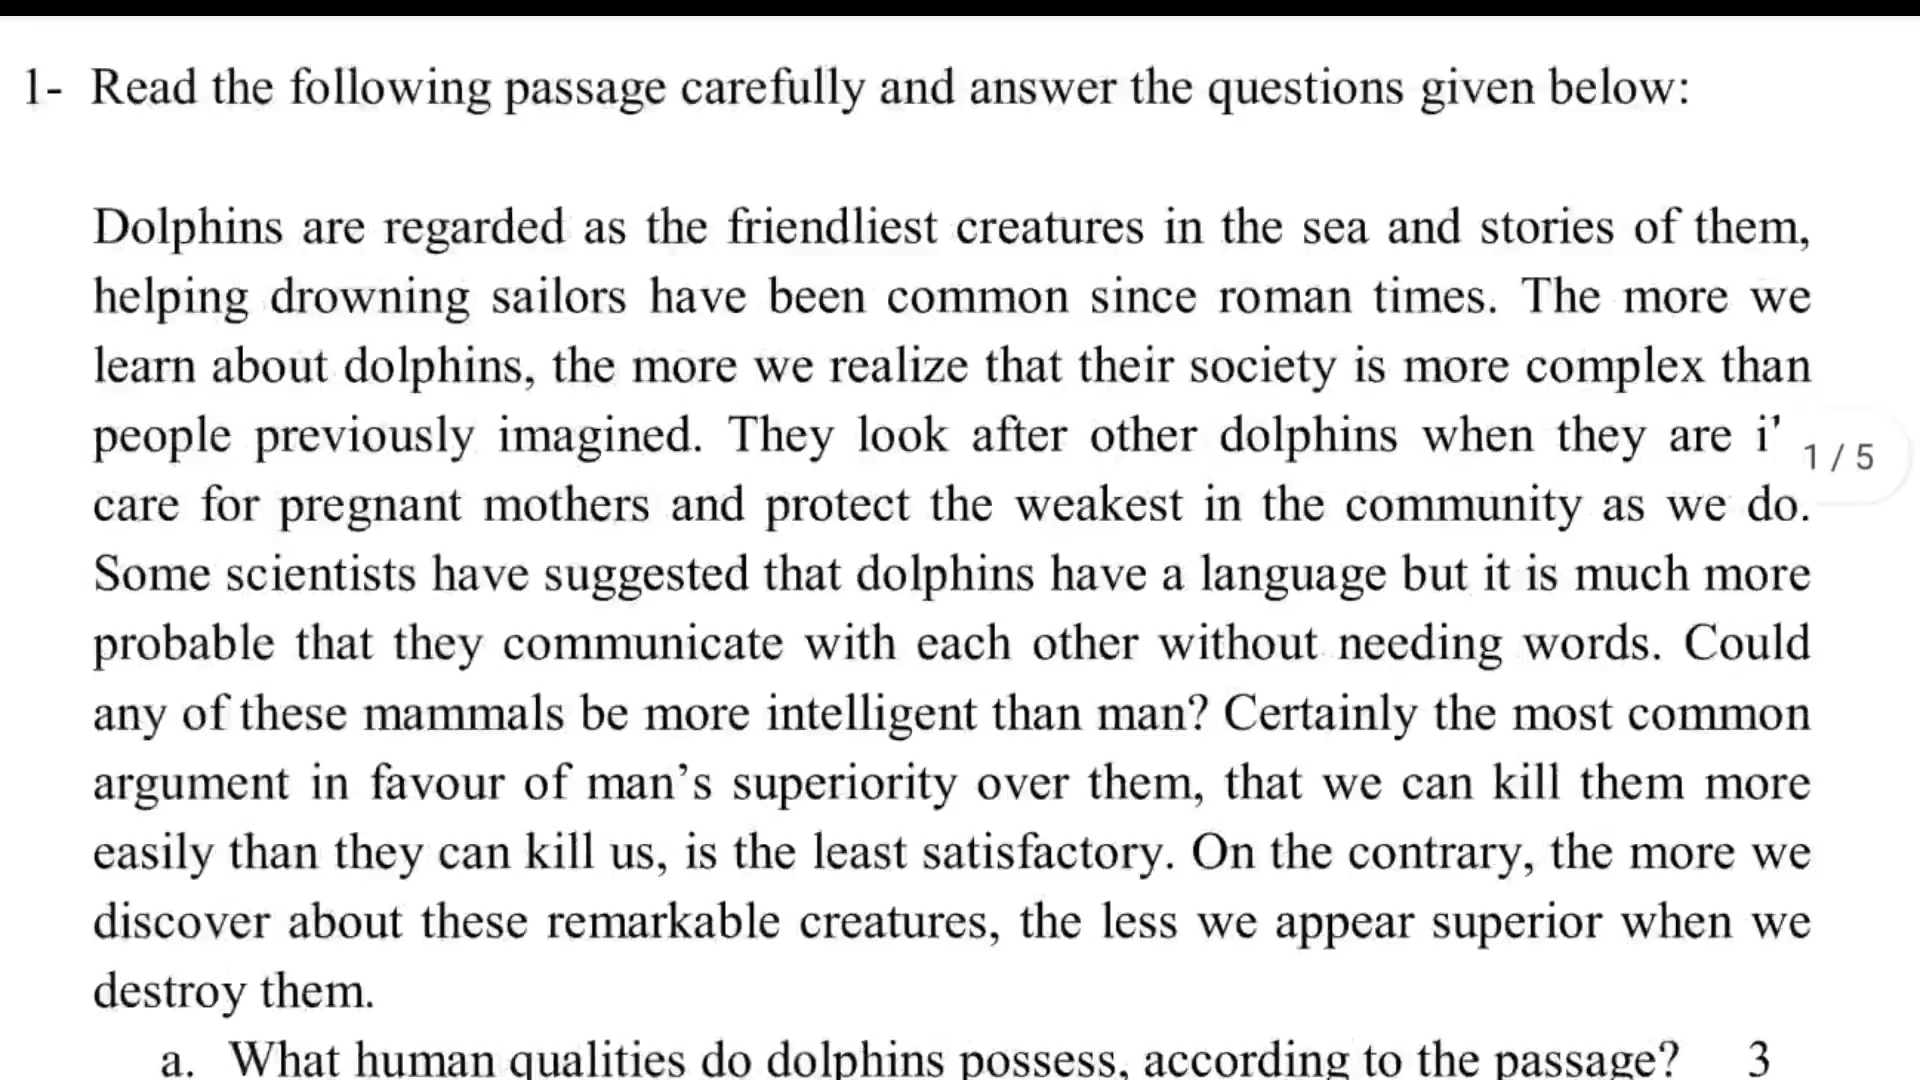 1- Read the following passage carefully and answer the questions given below:
Dolphins are regarded as the friendliest creatures in the sea and stories of them,
helping drowning sailors have been common since roman times. The more we
learn about dolphins, the more we realize that their society is more complex than
people previously imagined. They look after other dolphins when they are
1 / 5
care for pregnant mothers and protect the weakest in the community as we do.
Some scientists have suggested that dolphins have a language but it is much more
probable that they communicate with each other without needing words. Could
any of these mammals be more intelligent than man? Certainly the most common
argument in favour of man's superiority over them, that we can kill them more
easily than they can kill us, is the least satisfactory. On the contrary, the more we
discover about these remarkable creatures, the less we appear superior when we
destroy them.
a. What human qualities do dolphins possess, according to the passage? 3